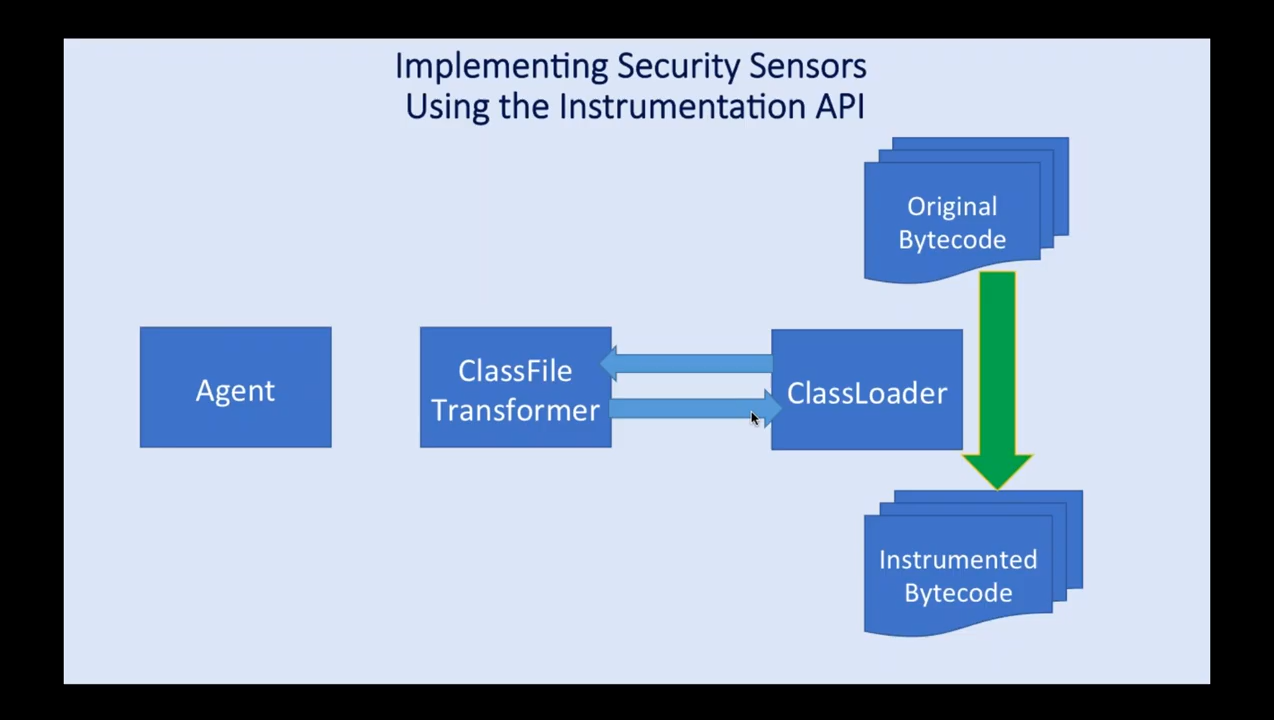 Implementing Security Sensors
Using the Instrumentation API
Original
Bytecode
Agent
ClassFile
Transformer
ClassLoader
Instrumented
Bytecode